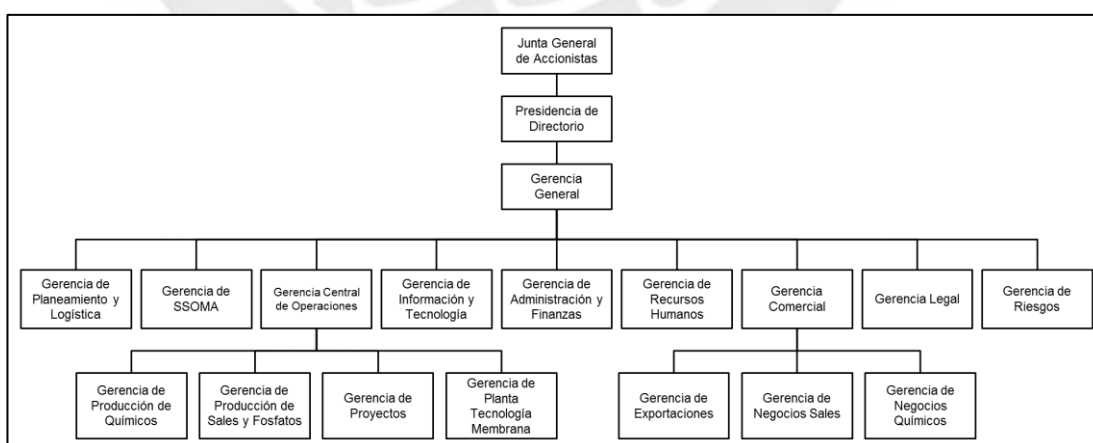 Junta General
de Accionistas
Presidencia de
Directorio
Gerencia
General
Gerencia de
Planeamiento y
Logística
Gerencia de
SSOMA
Gerencia Central
de Operaciones
Gerencia de
Información y
Tecnología
Gerencia de
Administración y
Finanzas
Gerencia de
Recursos
Humanos
Gerencia
Comercial
Gerencia Legal
Gerencia de
Riesgos
Gerencia de
Producción de
Químicos
Gerencia de
Producción de
Sales y Fosfatos
Gerencia de
Proyectos
Gerencia de
Planta
Tecnología
Membrana
Gerencia de
Exportaciones
Gerencia de
Negocios Sales
Gerencia de
Negocios
Químicos